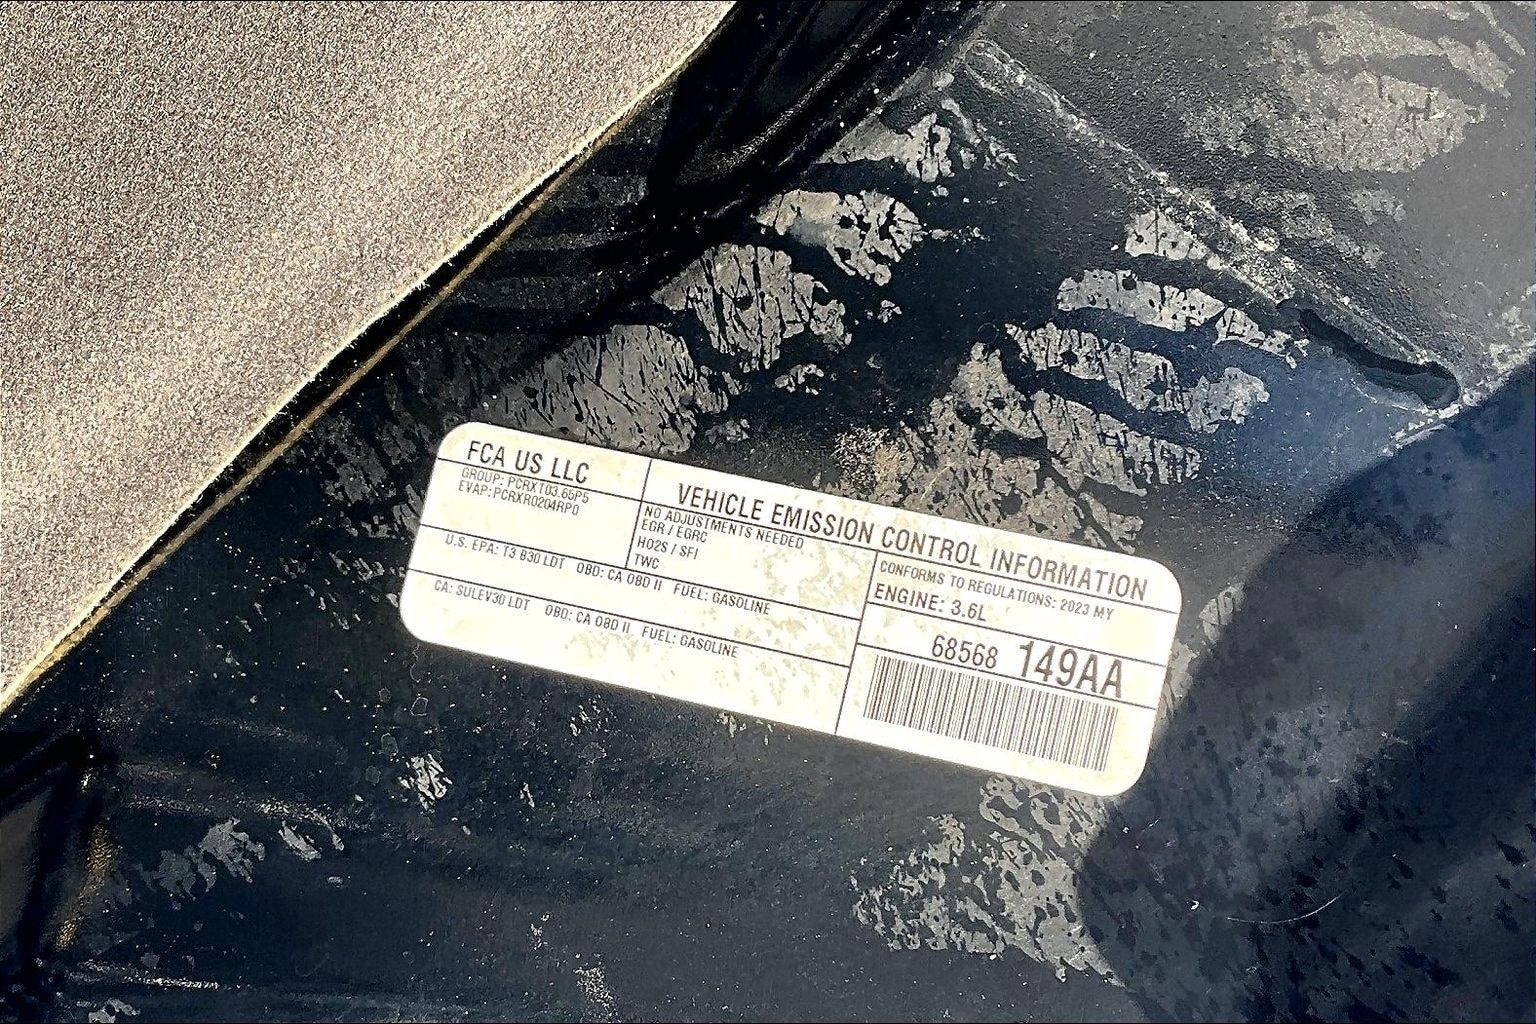 FCA US LLC
GROUP: PCRXT03.65P5
EVAP: PCRXR0204RP0
VEHICLE EMISSION CONTROL INFORMATION
NO ADJUSTMENTS NEEDED
EGR / EGRC
HO2S / SFI
TWC
CONFORMS TO REGULATIONS: 2023 MY
ENGINE: 3.6L
U.S. EPA: T3 B30 LDT OBD: CA OBD II FUEL: GASOLINE
CA: SULEV30 LDT OBD: CA OBD II FUEL: GASOLINE
68568 149AA